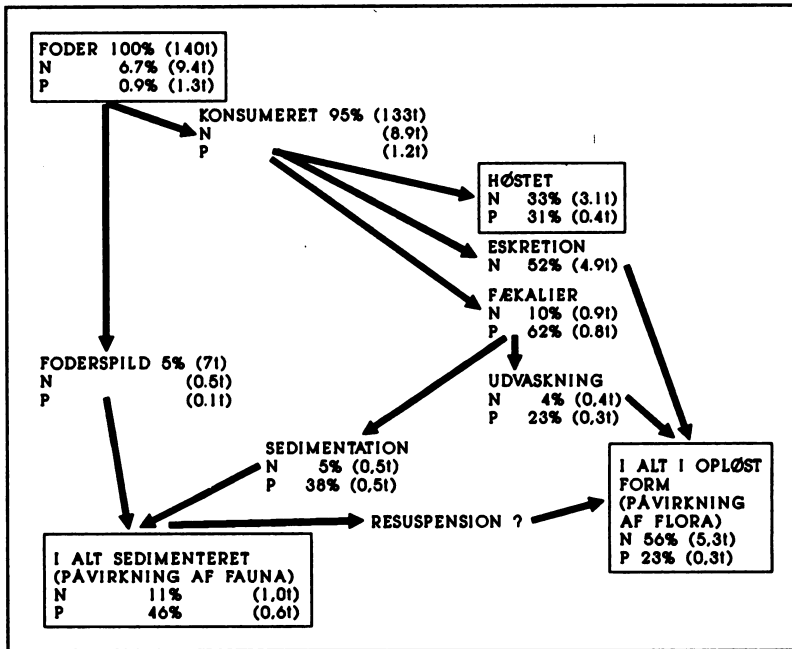 FODER 100% (140t)
N 6.7% (9.4t)
P 0.9% (1.3t)
KONSUMERET 95% (133t)
N (8.9t)
P (1.2t)
HØSTET
N 33% (3.1t)
P 31% (0.4t)
ESKRETION
N 52% (4.9t)
FÆKALIER
N 10% (0.9t)
P 62% (0.8t)
FODERSPILD 5% (7t)
N (0.5t)
P (0.1t)
UDVASKNING
N 4% (0,4t)
P 23% (0,3t)
SEDIMENTATION
N 5% (0,5t)
P 38% (0,5t)
I ALT I OPLØST
FORM
(PÅVIRKNING
AF FLORA)
N 56% (5,3t)
P 23% (0,3t)
RESUSPENSION ?
I ALT SEDIMENTERET
(PÅVIRKNING AF FAUNA)
N 11% (1,0t)
P 46% (0,6t)